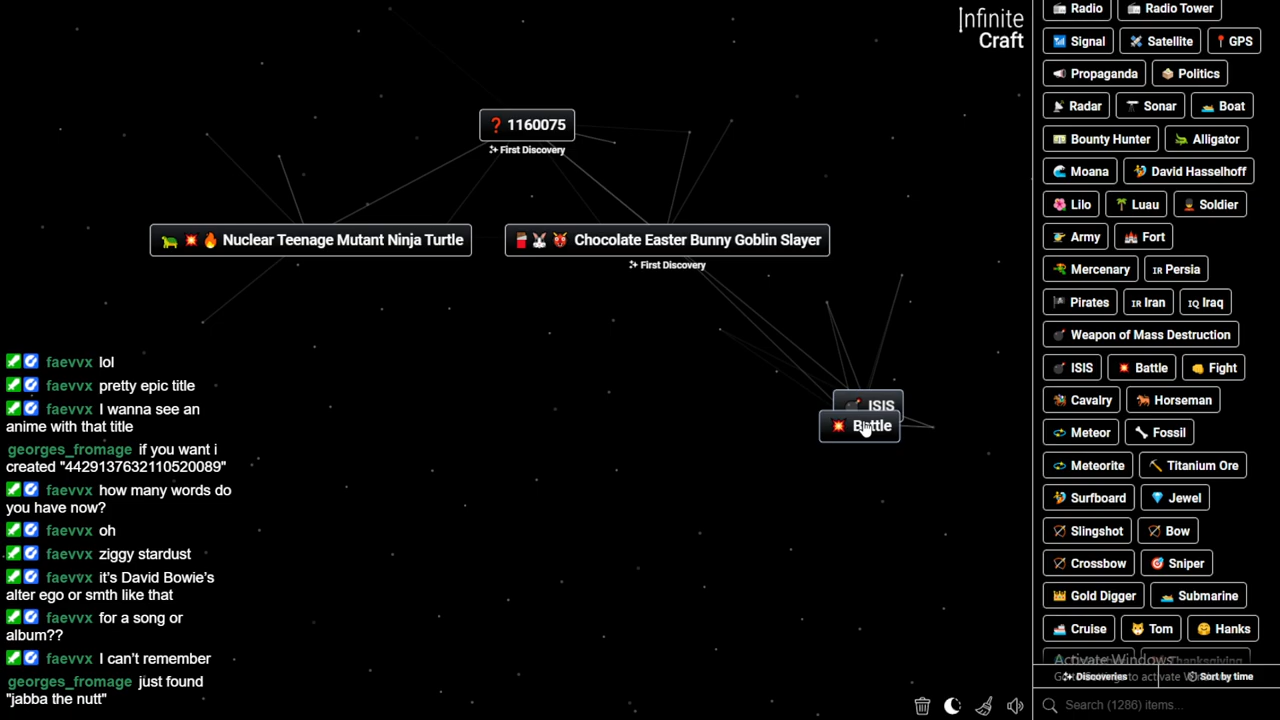 Infinite
Craft
1160075
First Discovery
Nuclear Teenage Mutant Ninja Turtle
Chocolate Easter Bunny Goblin Slayer
First Discovery
ISIS
Battle
faevvx lol
faevvx pretty epic title
faevvx I wanna see an
anime with that title
georges_fromage if you want i
created "4429137632110520089"
faevvx how many words do
you have now?
faevvx oh
faevvx ziggy stardust
faevvx it's David Bowie's
alter ego or smth like that
faevvx for a song or
album??
faevvx I can't remember
georges_fromage just found
"jabba the nutt"
Radio Radio Tower
Signal Satellite GPS
Propaganda Politics
Radar Sonar Boat
Bounty Hunter Alligator
Moana David Hasselhoff
Lilo Luau Soldier
Army Fort
Mercenary IR Persia
Pirates IR Iran IQ Iraq
Weapon of Mass Destruction
ISIS Battle Fight
Cavalry Horseman
Meteor Fossil
Meteorite Titanium Ore
Surfboard Jewel
Slingshot Bow
Crossbow Sniper
Gold Digger Submarine
Cruise Tom Hanks
Activate Windows
Discoveries Sort by time
Search (1286) items...